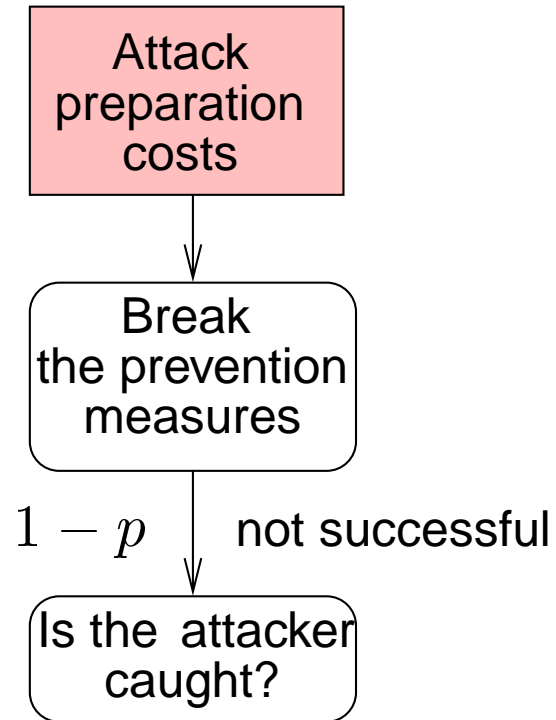 Attack
preparation
costs
Break
the prevention
measures
1 − p not successful
Is the attacker
caught?